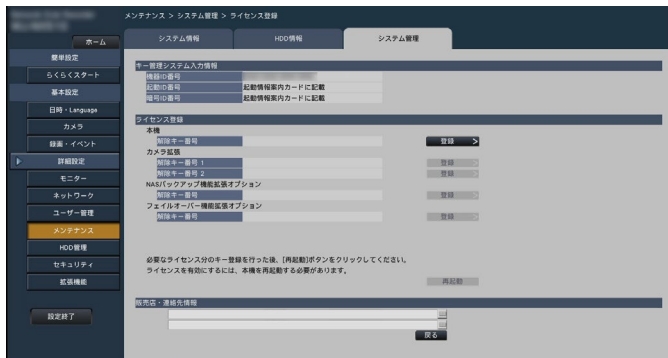 メンテナンス > システム管理 > ライセンス登録
ホーム
システム情報
HDD情報
システム管理
簡単設定
らくらくスタート
基本設定
日時・Language
カメラ
録画・イベント
詳細設定
モニター
ネットワーク
ユーザー管理
メンテナンス
HDD管理
セキュリティ
拡張機能
設定終了
キー管理システム入力情報
機器ID番号
起動ID番号 起動情報案内カードに記載
暗号ID番号 起動情報案内カードに記載
ライセンス登録
本機
解除キー番号 登録 >
カメラ拡張
解除キー番号 1 登録 >
解除キー番号 2 登録 >
NASバックアップ機能拡張オプション
解除キー番号
フェイルオーバー機能拡張オプション
解除キー番号 登録 >
必要なライセンス分のキー登録を行った後、[再起動]ボタンをクリックしてください。
ライセンスを有効にするには、本機を再起動する必要があります。
再起動
販売店・連絡先情報
戻る